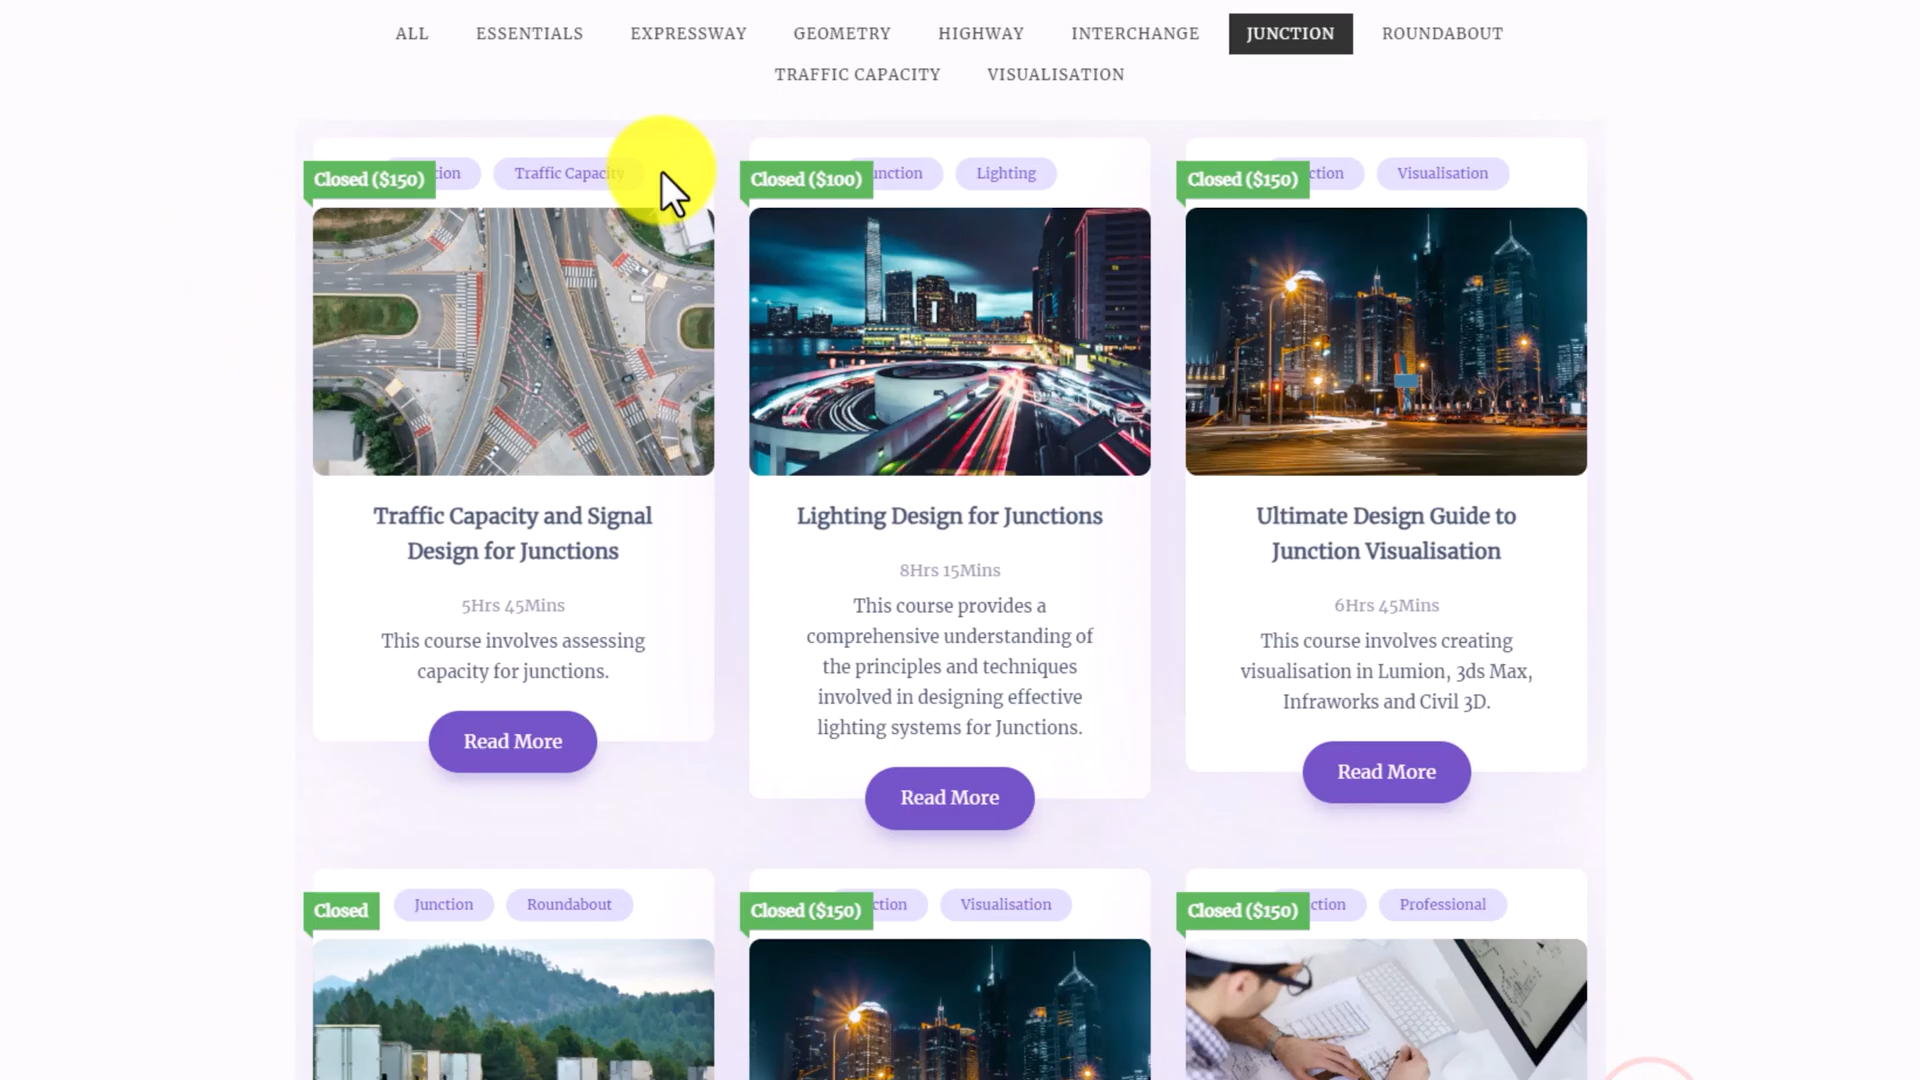 ALL ESSENTIALS EXPRESSWAY GEOMETRY HIGHWAY INTERCHANGE JUNCTION ROUNDABOUT
TRAFFIC CAPACITY VISUALISATION
Closed ($150) Traffic Capacity
Closed ($100) Lighting
Closed ($150) Visualisation
Traffic Capacity and Signal
Design for Junctions
5Hrs 45Mins
This course involves assessing
capacity for junctions.
Read More
Lighting Design for Junctions
8Hrs 15Mins
This course provides a
comprehensive understanding of
the principles and techniques
involved in designing effective
lighting systems for Junctions.
Read More
Ultimate Design Guide to
Junction Visualisation
6Hrs 45Mins
This course involves creating
visualisation in Lumion, 3ds Max,
Infraworks and Civil 3D.
Read More
Closed Junction Roundabout
Closed ($150) Visualisation
Closed ($150) Professional